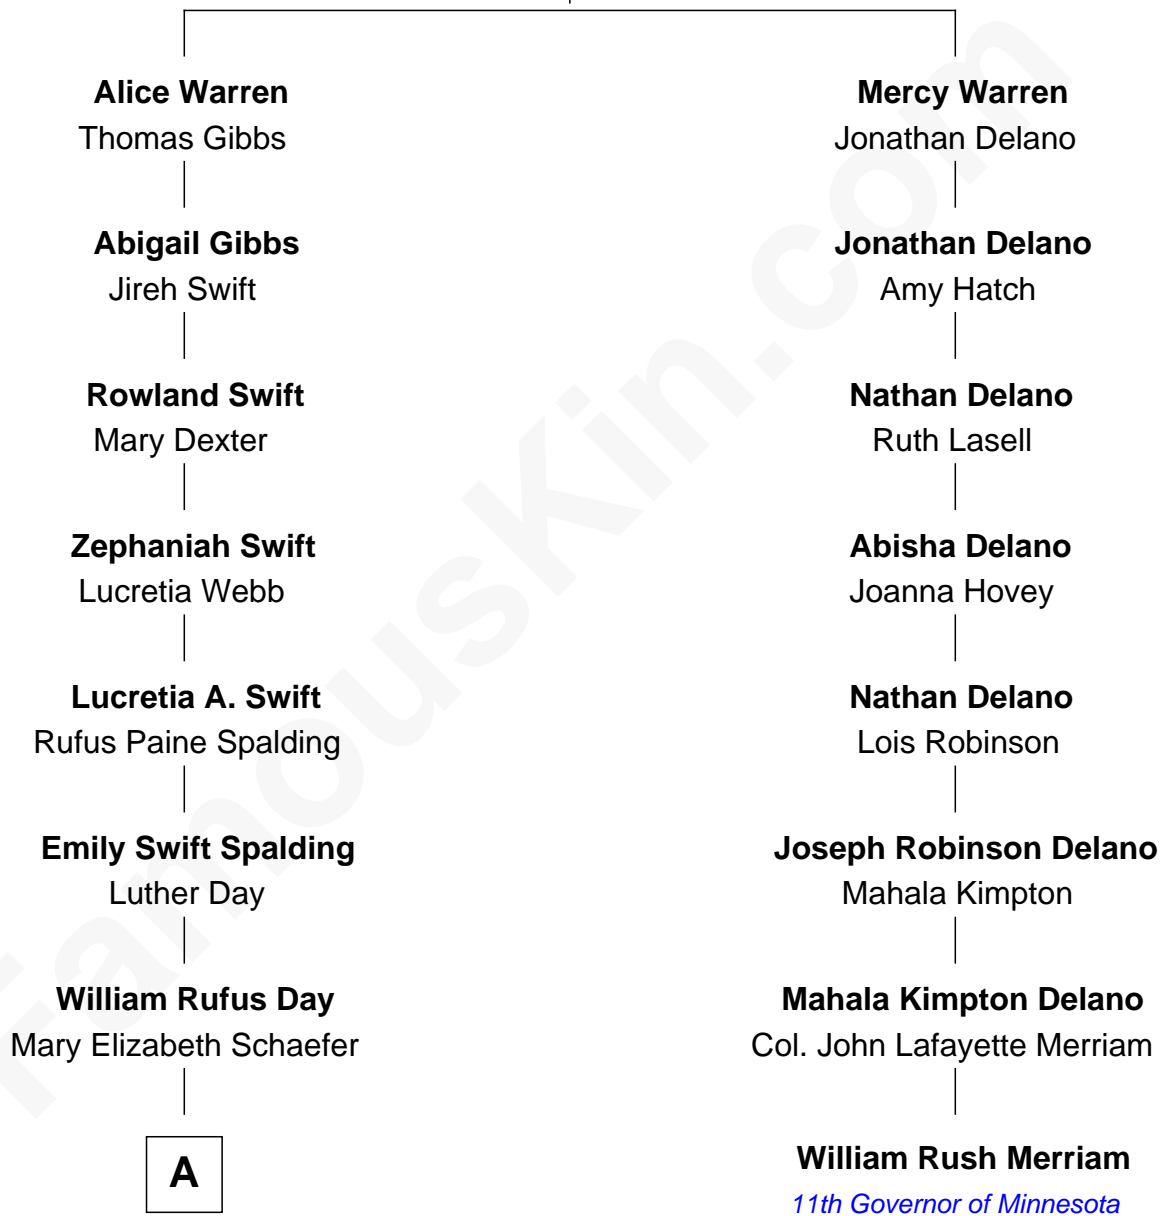 Alice Warren
Thomas Gibbs
Abigail Gibbs
Jireh Swift
Rowland Swift
Mary Dexter
Zephaniah Swift
Lucretia Webb
Lucretia A. Swift
Rufus Paine Spalding
Emily Swift Spalding
Luther Day
William Rufus Day
Mary Elizabeth Schaefer
A
Mercy Warren
Jonathan Delano
Jonathan Delano
Amy Hatch
Nathan Delano
Ruth Lasell
Abisha Delano
Joanna Hovey
Nathan Delano
Lois Robinson
Joseph Robinson Delano
Mahala Kimpton
Mahala Kimpton Delano
Col. John Lafayette Merriam
William Rush Merriam
11th Governor of Minnesota
FamousKin.com